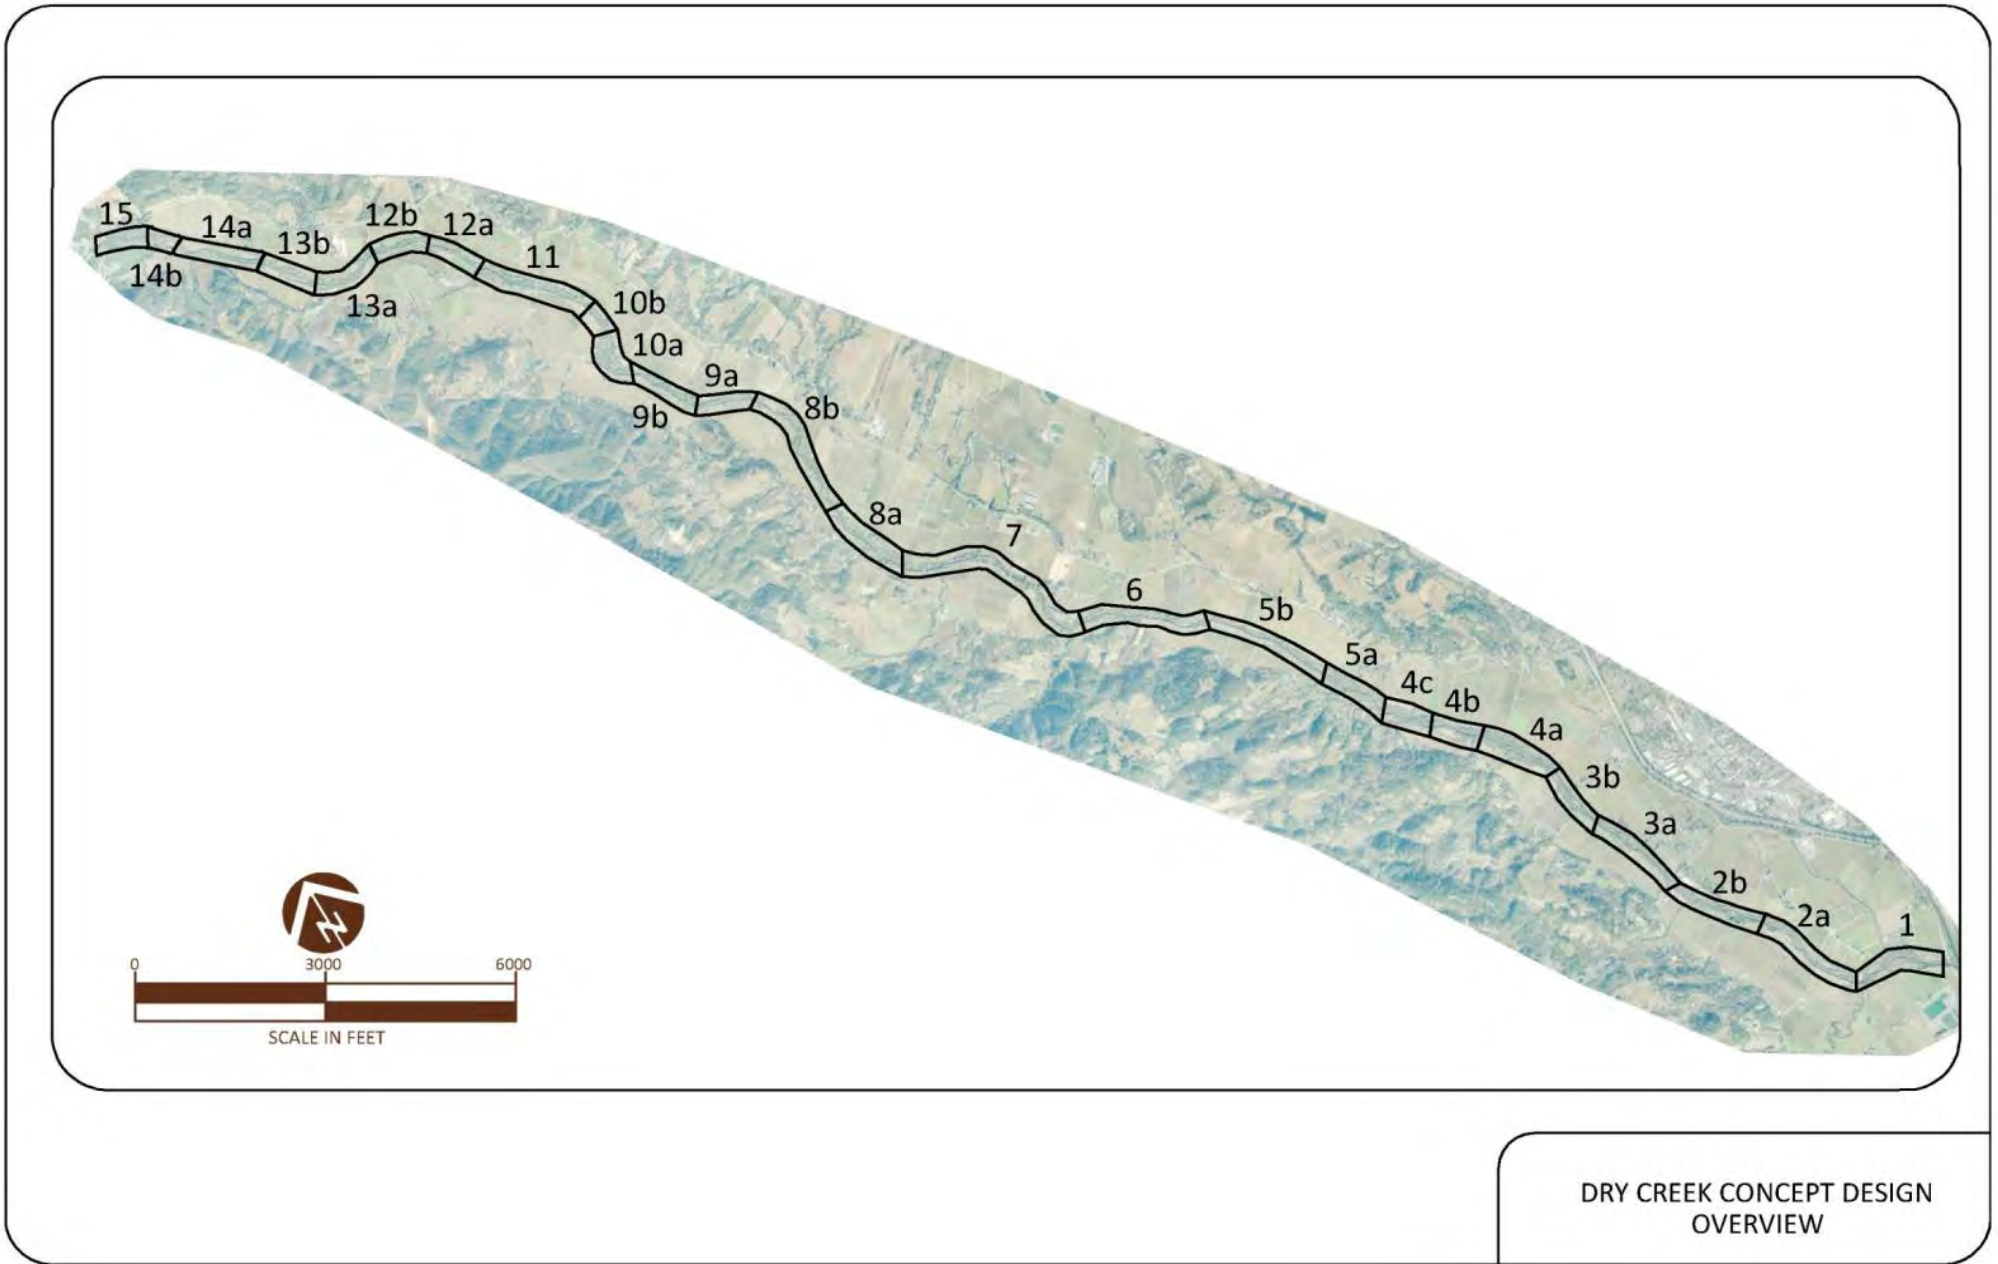 15
14a
14b
13b
13a
12b
12a
11
10b
10a
9a
9b
8b
8a
7
6
5b
5a
4c
4b
4a
3b
3a
2b
2a
1
N
0 3000 6000
SCALE IN FEET
DRY CREEK CONCEPT DESIGN
OVERVIEW